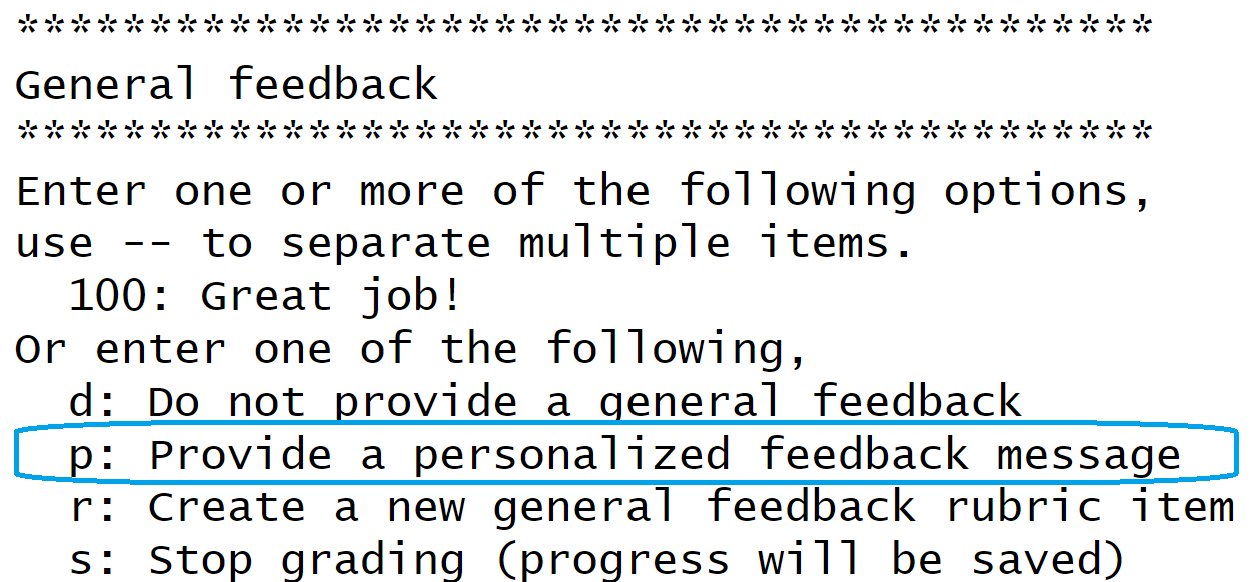 *******************************************
General feedback
*******************************************
Enter one or more of the following options,
use -- to separate multiple items.
  100: Great job!
Or enter one of the following,
  d: Do not provide a general feedback
  p: Provide a personalized feedback message
  r: Create a new general feedback rubric item
  s: Stop grading (progress will be saved)